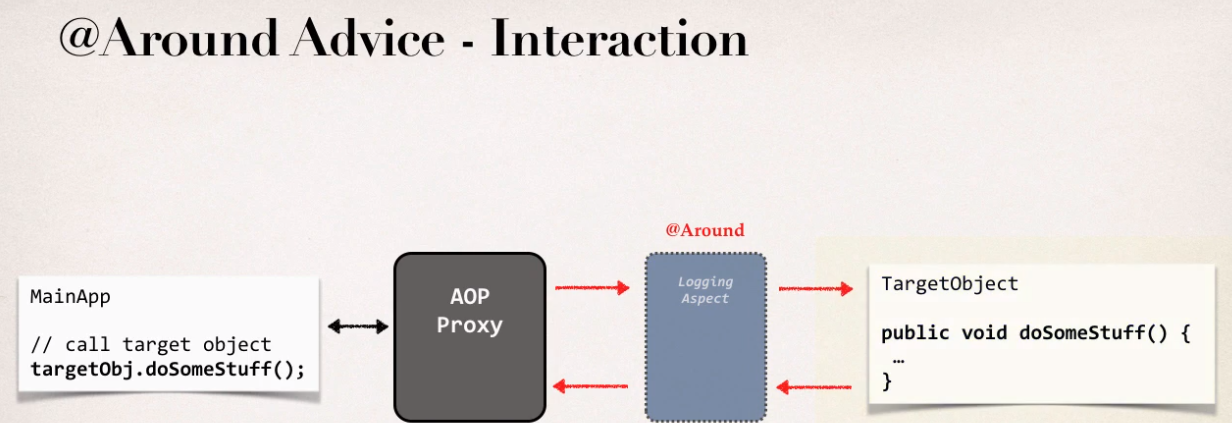 @Around Advice - Interaction
@Around
MainApp
// call target object
targetObj.doSomeStuff();
AOP
Proxy
Logging
Aspect
TargetObject
public void doSomeStuff() {
…
}